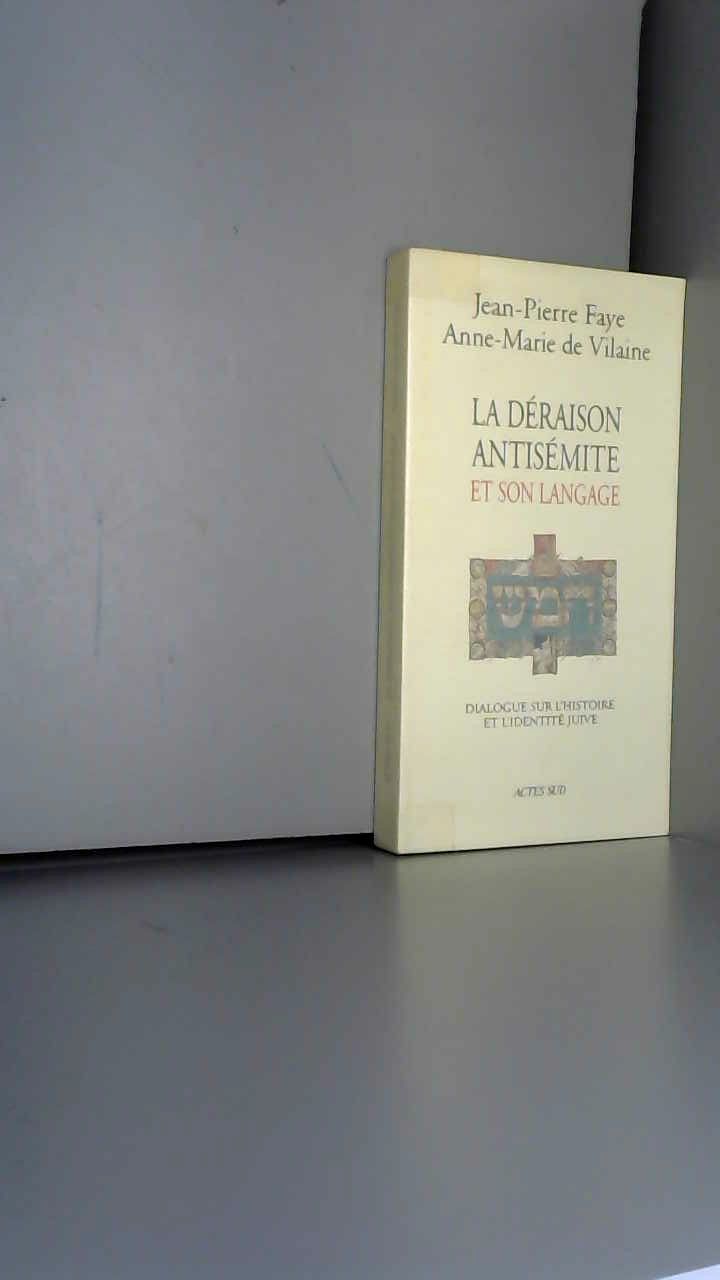 Jean-Pierre Faye
Anne-Marie de Vilaine
LA DÉRAISON
ANTISÉMITE
ET SON LANGAGE
DIALOGUE SUR L'HISTOIRE
ET L'IDENTITÉ JUIVE
ACTES SUD